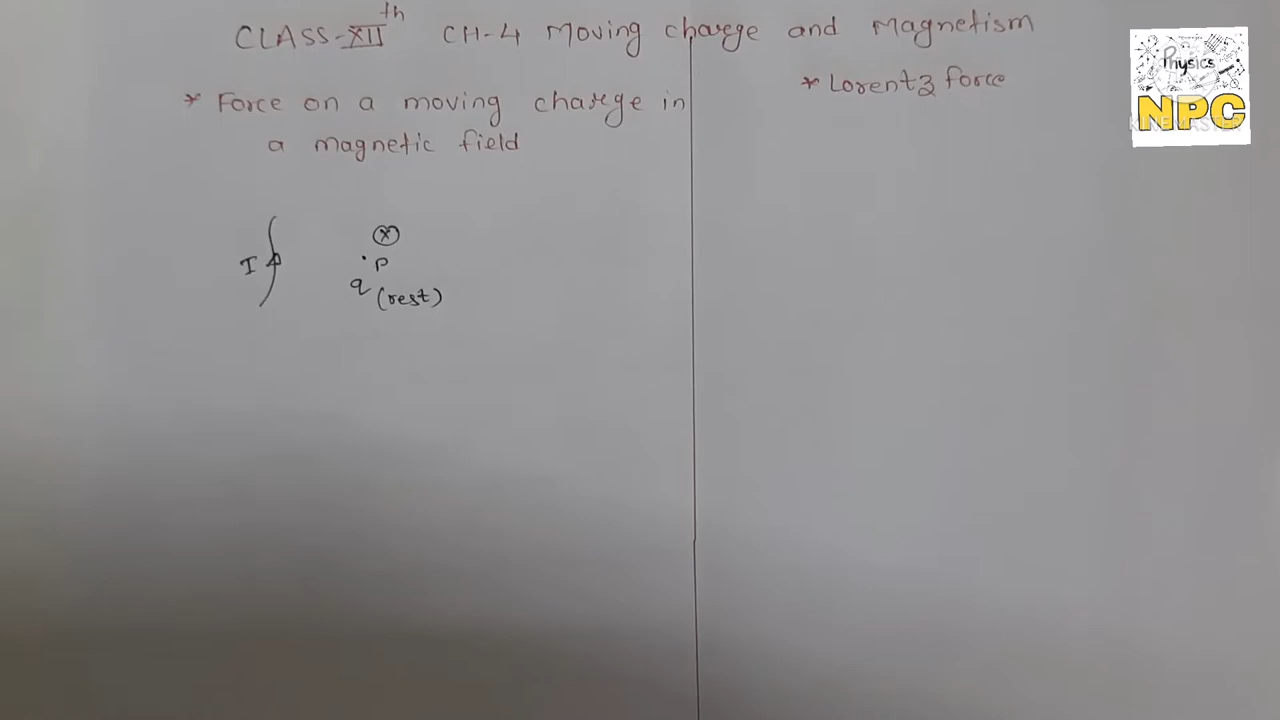 CLASS-XIIth CH-4 Moving charge and Magnetism
* Force on a moving charge in
a magnetic field
* Lorentz force
I
⊗
P
q (rest)
Physics
NPC
KINEMASTER